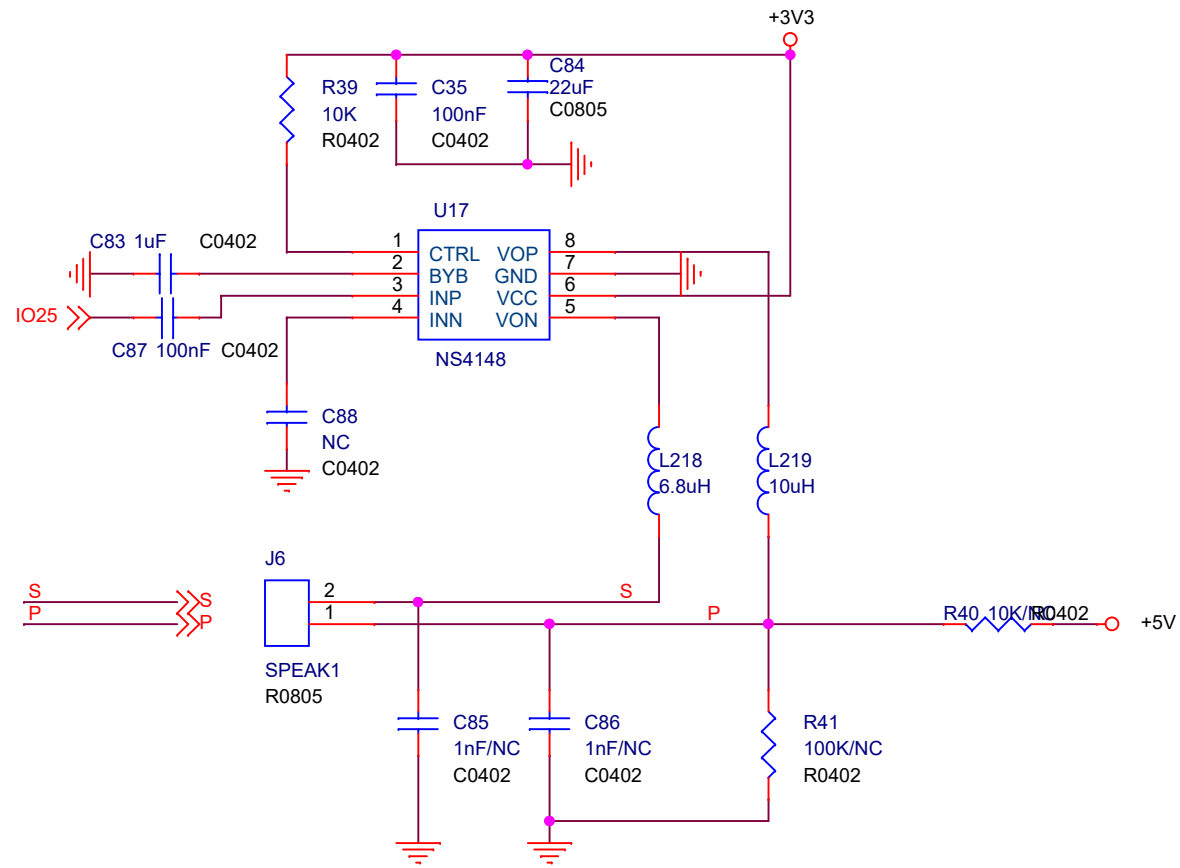 +3V3
R39
10K
R0402
C35
100nF
C0402
C84
22uF
C0805
U17
C83 1uF C0402
1 CTRL VOP 8
2 BYB GND 7
3 INP VCC 6
4 INN VON 5
IO25
C87 100nF C0402
NS4148
C88
NC
C0402
L218
6.8uH
L219
10uH
J6
S S 2 S
P P 1 P
R40 10K/NC R0402 +5V
SPEAK1
R0805
C85
1nF/NC
C0402
C86
1nF/NC
C0402
R41
100K/NC
R0402